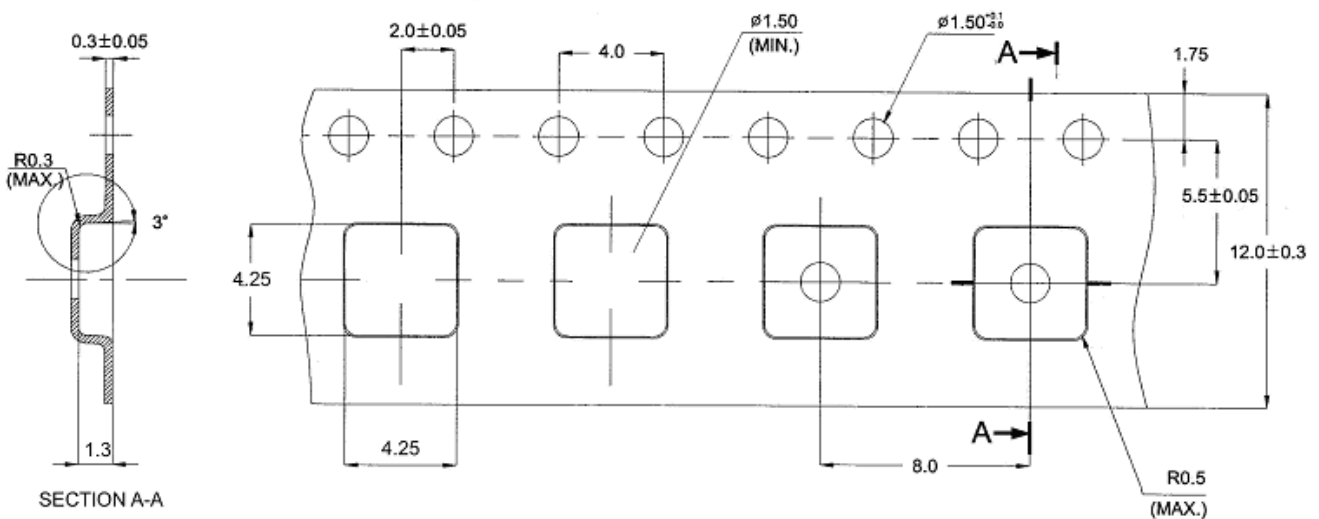 0.3±0.05
2.0±0.05
4.0
ø1.50
(MIN.)
ø1.50+0.1
-0.0
A
1.75
R0.3
(MAX.)
3°
5.5±0.05
12.0±0.3
4.25
1.3
4.25
A
8.0
R0.5
(MAX.)
SECTION A-A